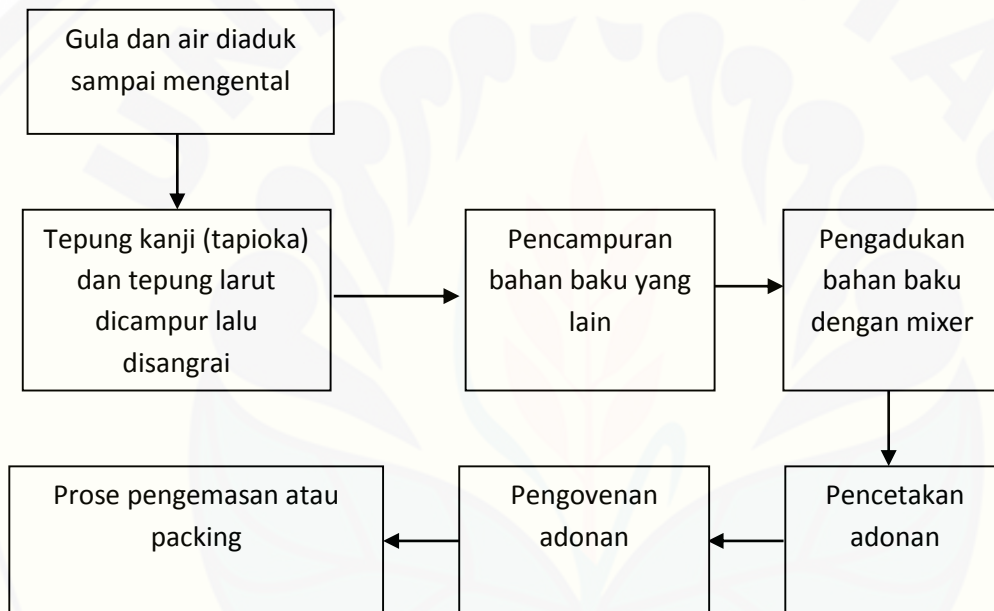 Gula dan air diaduk
sampai mengental
Tepung kanji (tapioka)
dan tepung larut
dicampur lalu
disangrai
Pencampuran
bahan baku yang
lain
Pengadukan
bahan baku
dengan mixer
Pencetakan
adonan
Pengovenan
adonan
Prose pengemasan atau
packing